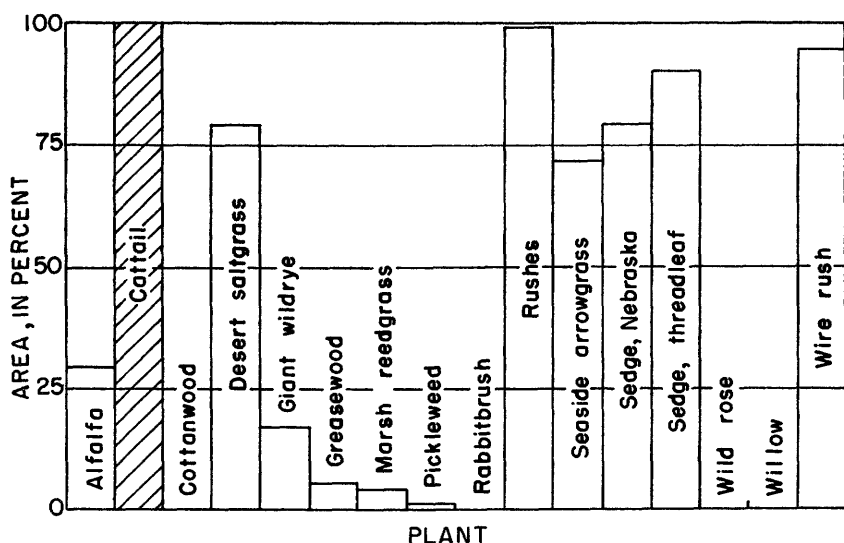 AREA, IN PERCENT
100
75
50
25
0
Alfalfa
Cattail
Cottanwood
Desert saltgrass
Giant wildrye
Greasewood
Marsh reedgrass
Pickleweed
Rabbitbrush
Rushes
Seaside arrowgrass
Sedge, Nebraska
Sedge, threadleaf
Wild rose
Willow
Wire rush
PLANT